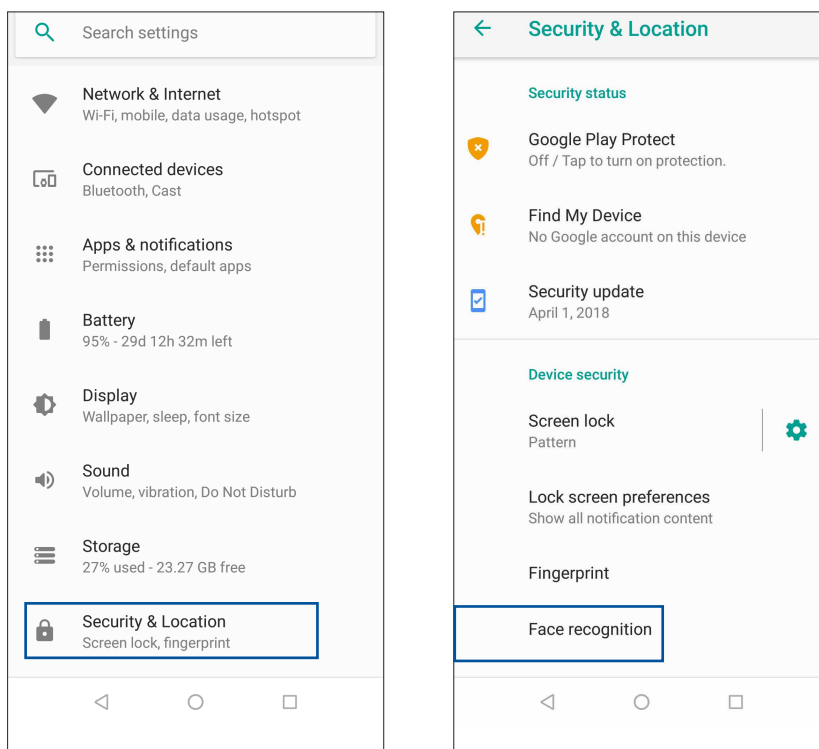 Search settings
Network & Internet
Wi-Fi, mobile, data usage, hotspot
Connected devices
Bluetooth, Cast
Apps & notifications
Permissions, default apps
Battery
95% - 29d 12h 32m left
Display
Wallpaper, sleep, font size
Sound
Volume, vibration, Do Not Disturb
Storage
27% used - 23.27 GB free
Security & Location
Screen lock, fingerprint
Security & Location
Security status
Google Play Protect
Off / Tap to turn on protection.
Find My Device
No Google account on this device
Security update
April 1, 2018
Device security
Screen lock
Pattern
Lock screen preferences
Show all notification content
Fingerprint
Face recognition